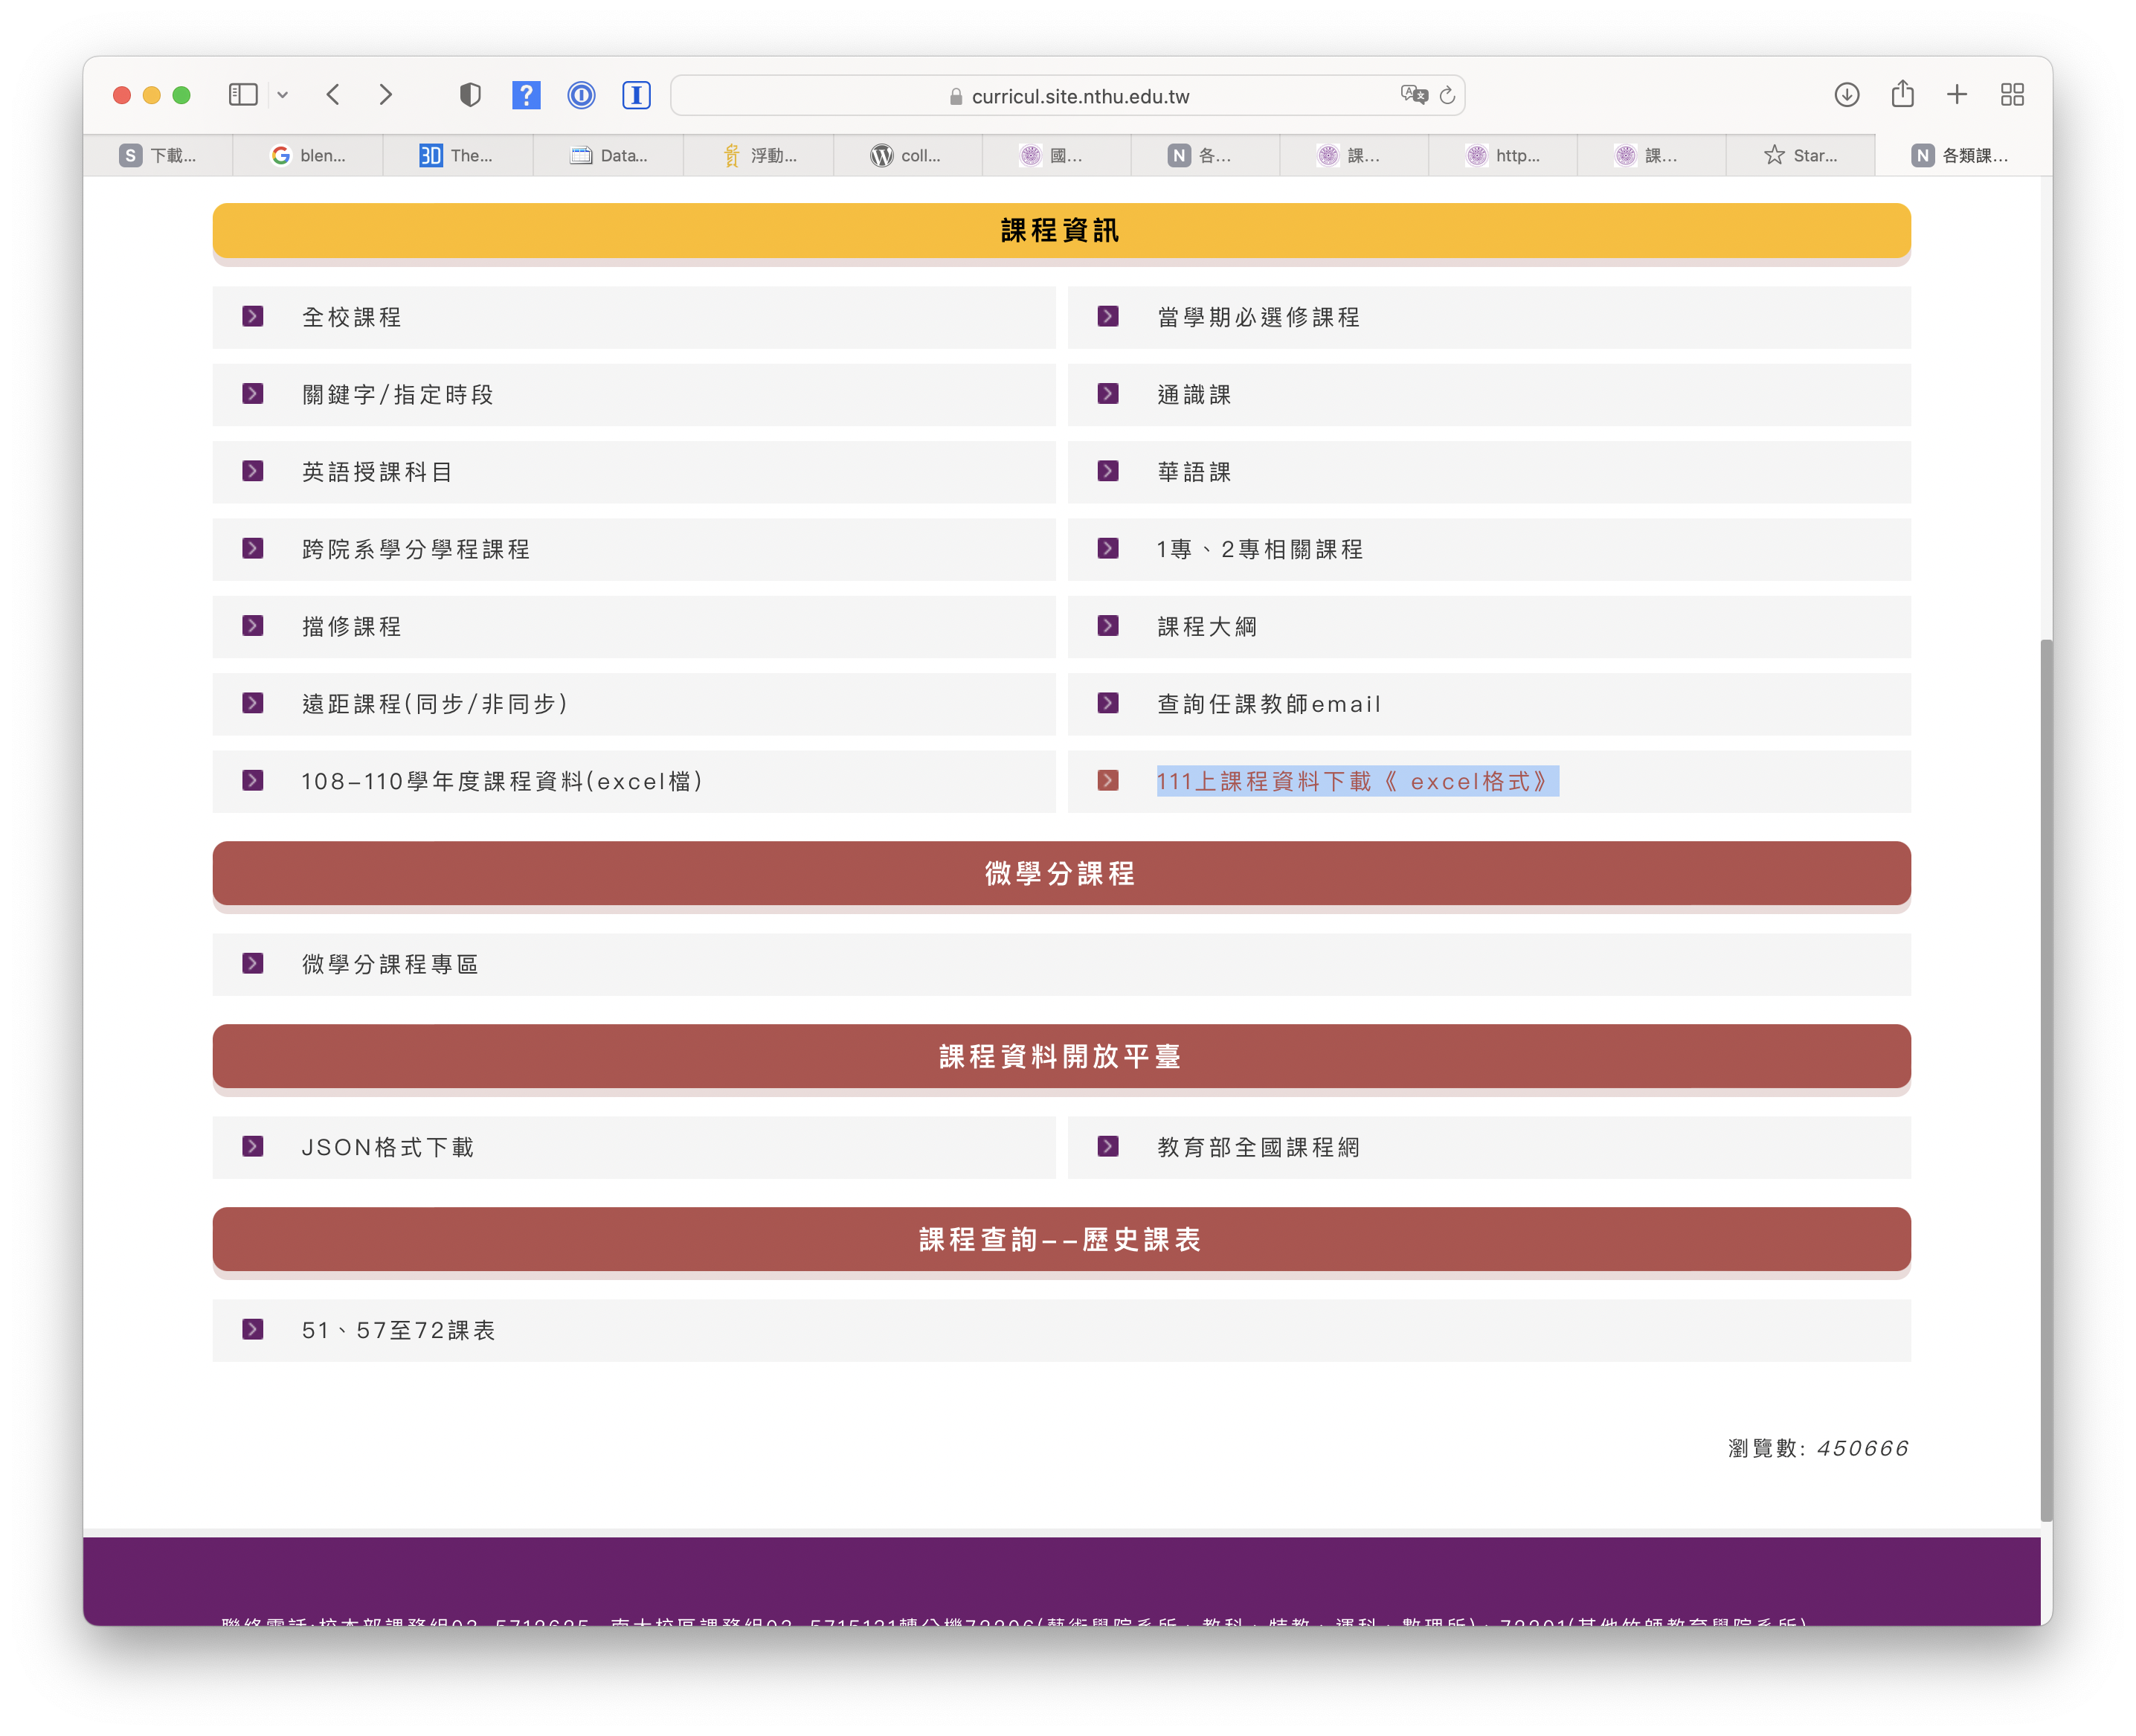 curricul.site.nthu.edu.tw
S 下載...
blen...
3D The...
Data...
浮動...
coll...
國...
N 各...
課...
http...
課...
Star...
N 各類課...
課程資訊
全校課程
當學期必選修課程
關鍵字/指定時段
通識課
英語授課科目
華語課
跨院系學分學程課程
1專、2專相關課程
擋修課程
課程大綱
遠距課程(同步/非同步)
查詢任課教師email
108-110學年度課程資料(excel檔)
111上課程資料下載《 excel格式》
微學分課程
微學分課程專區
課程資料開放平臺
JSON格式下載
教育部全國課程網
課程查詢--歷史課表
51、57至72課表
瀏覽數: 450666